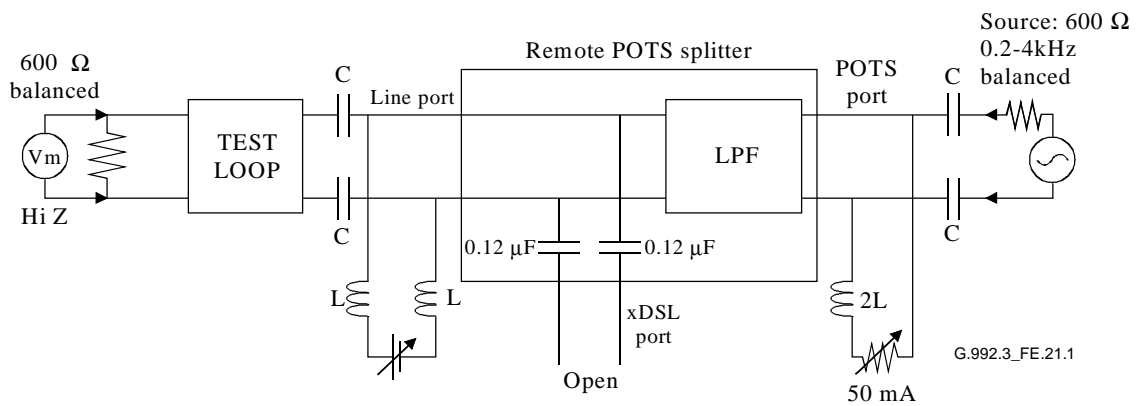 Source: 600 Ω
0.2-4kHz
balanced
Remote POTS splitter
600 Ω
balanced
C
Line port
POTS
port
C
Vm
TEST
LOOP
LPF
Hi Z
C
C
0.12 µF
0.12 µF
L
L
2L
xDSL
port
G.992.3_FE.21.1
Open
50 mA